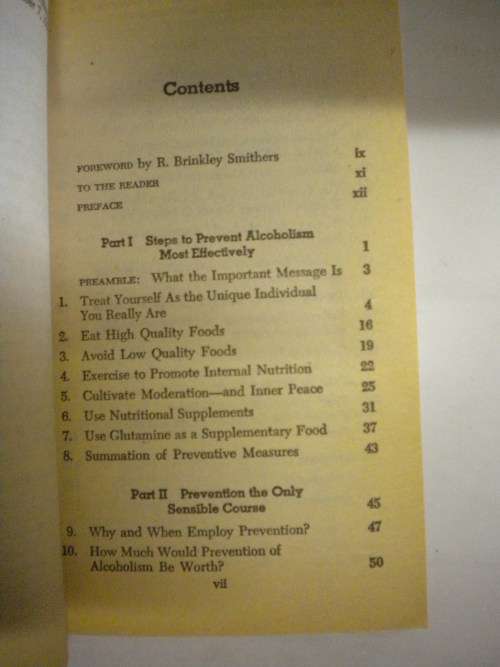 Contents
FOREWORD by R. Brinkley Smithers ix
TO THE READER xi
PREFACE xii
Part I Steps to Prevent Alcoholism
Most Effectively 1
PREAMBLE: What the Important Message Is 3
1. Treat Yourself As the Unique Individual
You Really Are 4
2. Eat High Quality Foods 16
3. Avoid Low Quality Foods 19
4. Exercise to Promote Internal Nutrition 22
5. Cultivate Moderation—and Inner Peace 25
6. Use Nutritional Supplements 31
7. Use Glutamine as a Supplementary Food 37
8. Summation of Preventive Measures 43
Part II Prevention the Only
Sensible Course 45
9. Why and When Employ Prevention? 47
10. How Much Would Prevention of
Alcoholism Be Worth? 50
vii